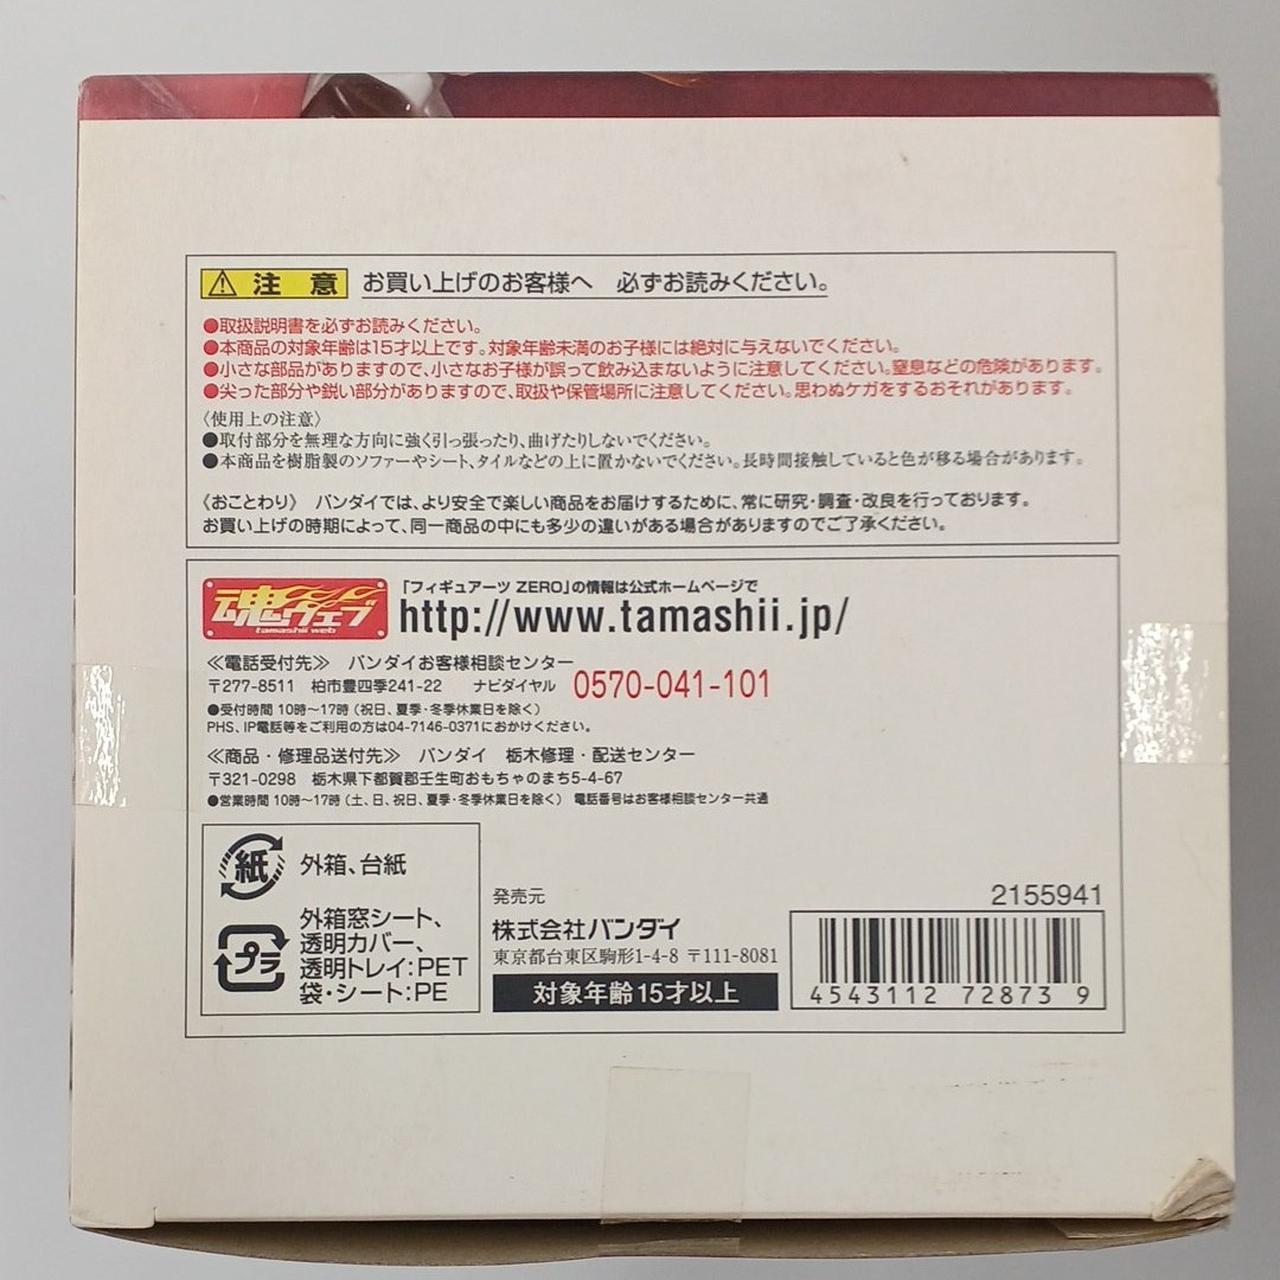 注意 お買い上げのお客様へ 必ずお読みください。
●取扱説明書を必ずお読みください。
●本商品の対象年齢は15才以上です。対象年齢未満のお子様には絶対に与えないでください。
●小さな部品がありますので、小さなお子様が誤って飲み込まないように注意してください。窒息などの危険があります。
●尖った部分や鋭い部分がありますので、取扱や保管場所に注意してください。思わぬケガをするおそれがあります。
〈使用上の注意〉
●取付部分を無理な方向に強く引っ張ったり、曲げたりしないでください。
●本商品を樹脂製のソファーやシート、タイルなどの上に置かないでください。長時間接触していると色が移る場合があります。
〈おことわり〉 バンダイでは、より安全で楽しい商品をお届けするために、常に研究・調査・改良を行っております。
お買い上げの時期によって、同一商品の中にも多少の違いがある場合がありますのでご了承ください。
魂ウェブ
tamashii web
「フィギュアーツ ZERO」の情報は公式ホームページで
http://www.tamashii.jp/
≪電話受付先≫ バンダイお客様相談センター
〒277-8511 柏市豊四季241-22 ナビダイヤル 0570-041-101
●受付時間 10時〜17時（祝日、夏季・冬季休業日を除く）
PHS、IP電話等をご利用の方は04-7146-0371におかけください。
≪商品・修理品送付先≫ バンダイ 栃木修理・配送センター
〒321-0298 栃木県下都賀郡壬生町おもちゃのまち5-4-67
●営業時間 10時〜17時（土、日、祝日、夏季・冬季休業日を除く） 電話番号はお客様相談センター共通
紙 外箱、台紙
プラ
外箱窓シート、
透明カバー、
透明トレイ:PET
袋・シート:PE
発売元
株式会社バンダイ
東京都台東区駒形1-4-8 〒111-8081
対象年齢15才以上
2155941
4543112 72873 9